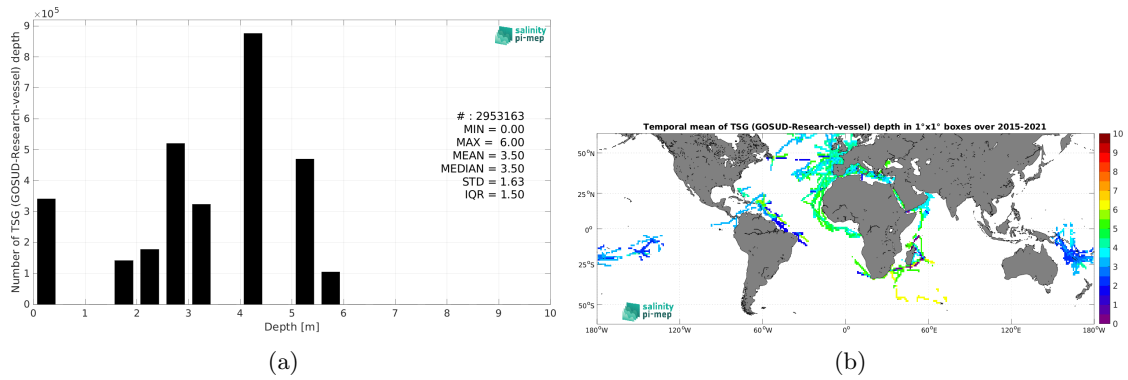 ×10⁵
9
8
7
6
5
4
3
2
1
0
Number of TSG (GOSUD-Research-vessel) depth
salinity
pi-mep
# : 2953163
MIN = 0.00
MAX = 6.00
MEAN = 3.50
MEDIAN = 3.50
STD = 1.63
IQR = 1.50
0 1 2 3 4 5 6 7 8 9 10
Depth [m]
(a)
Temporal mean of TSG (GOSUD-Research-vessel) depth in 1°x1° boxes over 2015-2021
50°N
25°N
0°
25°S
50°S
salinity
pi-mep
180°W 120°W 60°W 0° 60°E 120°E 180°W
10
9
8
7
6
5
4
3
2
1
0
(b)